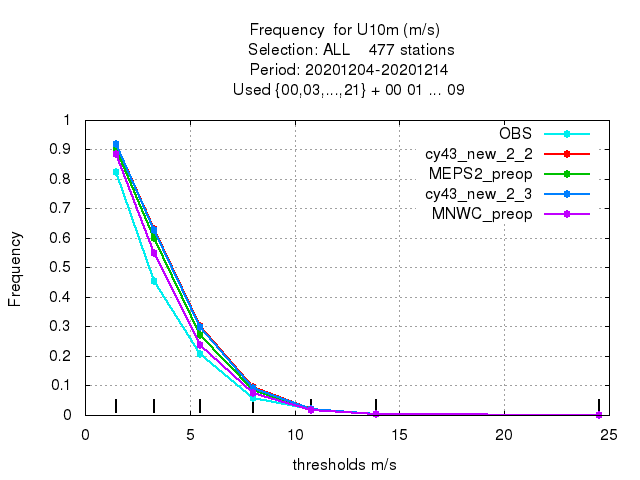 Frequency  for U10m (m/s)
Selection: ALL    477 stations
Period: 20201204-20201214
Used {00,03,...,21} + 00 01 ... 09
1
0.9
0.8
0.7
0.6
0.5
0.4
0.3
0.2
0.1
0
Frequency
OBS
cy43_new_2_2
MEPS2_preop
cy43_new_2_3
MNWC_preop
0 5 10 15 20 25
thresholds m/s